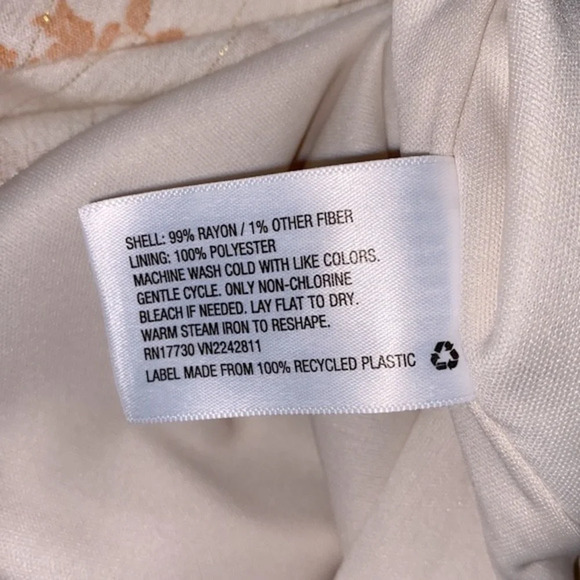 SHELL: 99% RAYON / 1% OTHER FIBER
LINING: 100% POLYESTER
MACHINE WASH COLD WITH LIKE COLORS.
GENTLE CYCLE. ONLY NON-CHLORINE
BLEACH IF NEEDED. LAY FLAT TO DRY.
WARM STEAM IRON TO RESHAPE.
RN17730 VN2242811
LABEL MADE FROM 100% RECYCLED PLASTIC